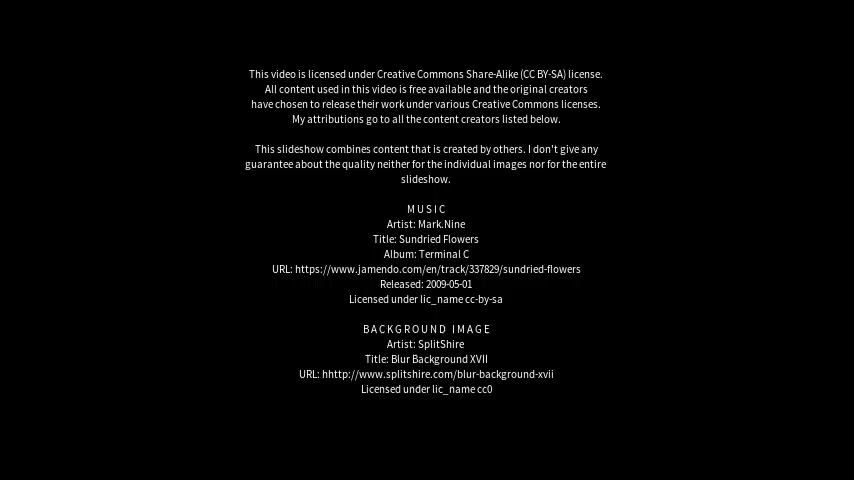 This video is licensed under Creative Commons Share-Alike (CC BY-SA) license.
All content used in this video is free available and the original creators
have chosen to release their work under various Creative Commons licenses.
My attributions go to all the content creators listed below.
This slideshow combines content that is created by others. I don't give any
guarantee about the quality neither for the individual images nor for the entire
slideshow.
MUSIC
Artist: Mark.Nine
Title: Sundried Flowers
Album: Terminal C
URL: https://www.jamendo.com/en/track/337829/sundried-flowers
Released: 2009-05-01
Licensed under lic_name cc-by-sa
BACKGROUND IMAGE
Artist: SplitShire
Title: Blur Background XVII
URL: hhttp://www.splitshire.com/blur-background-xvii
Licensed under lic_name cc0